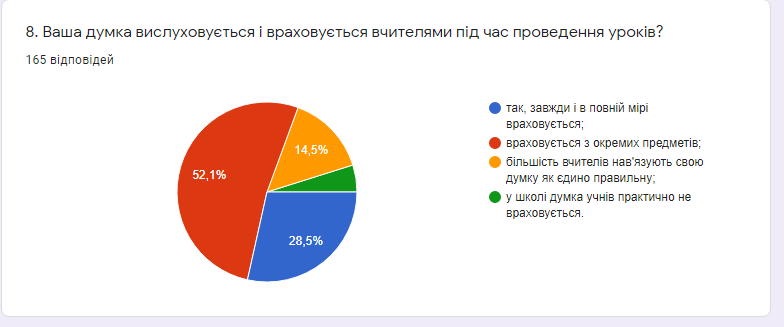 8. Ваша думка вислуховується і враховується вчителями під час проведення уроків?
165 відповідей
так, завжди і в повній мірі
враховується;
враховується з окремих предметів;
більшість вчителів нав'язують свою
думку як єдино правильну;
у школі думка учнів практично не
враховується.
14,5%
52,1%
28,5%